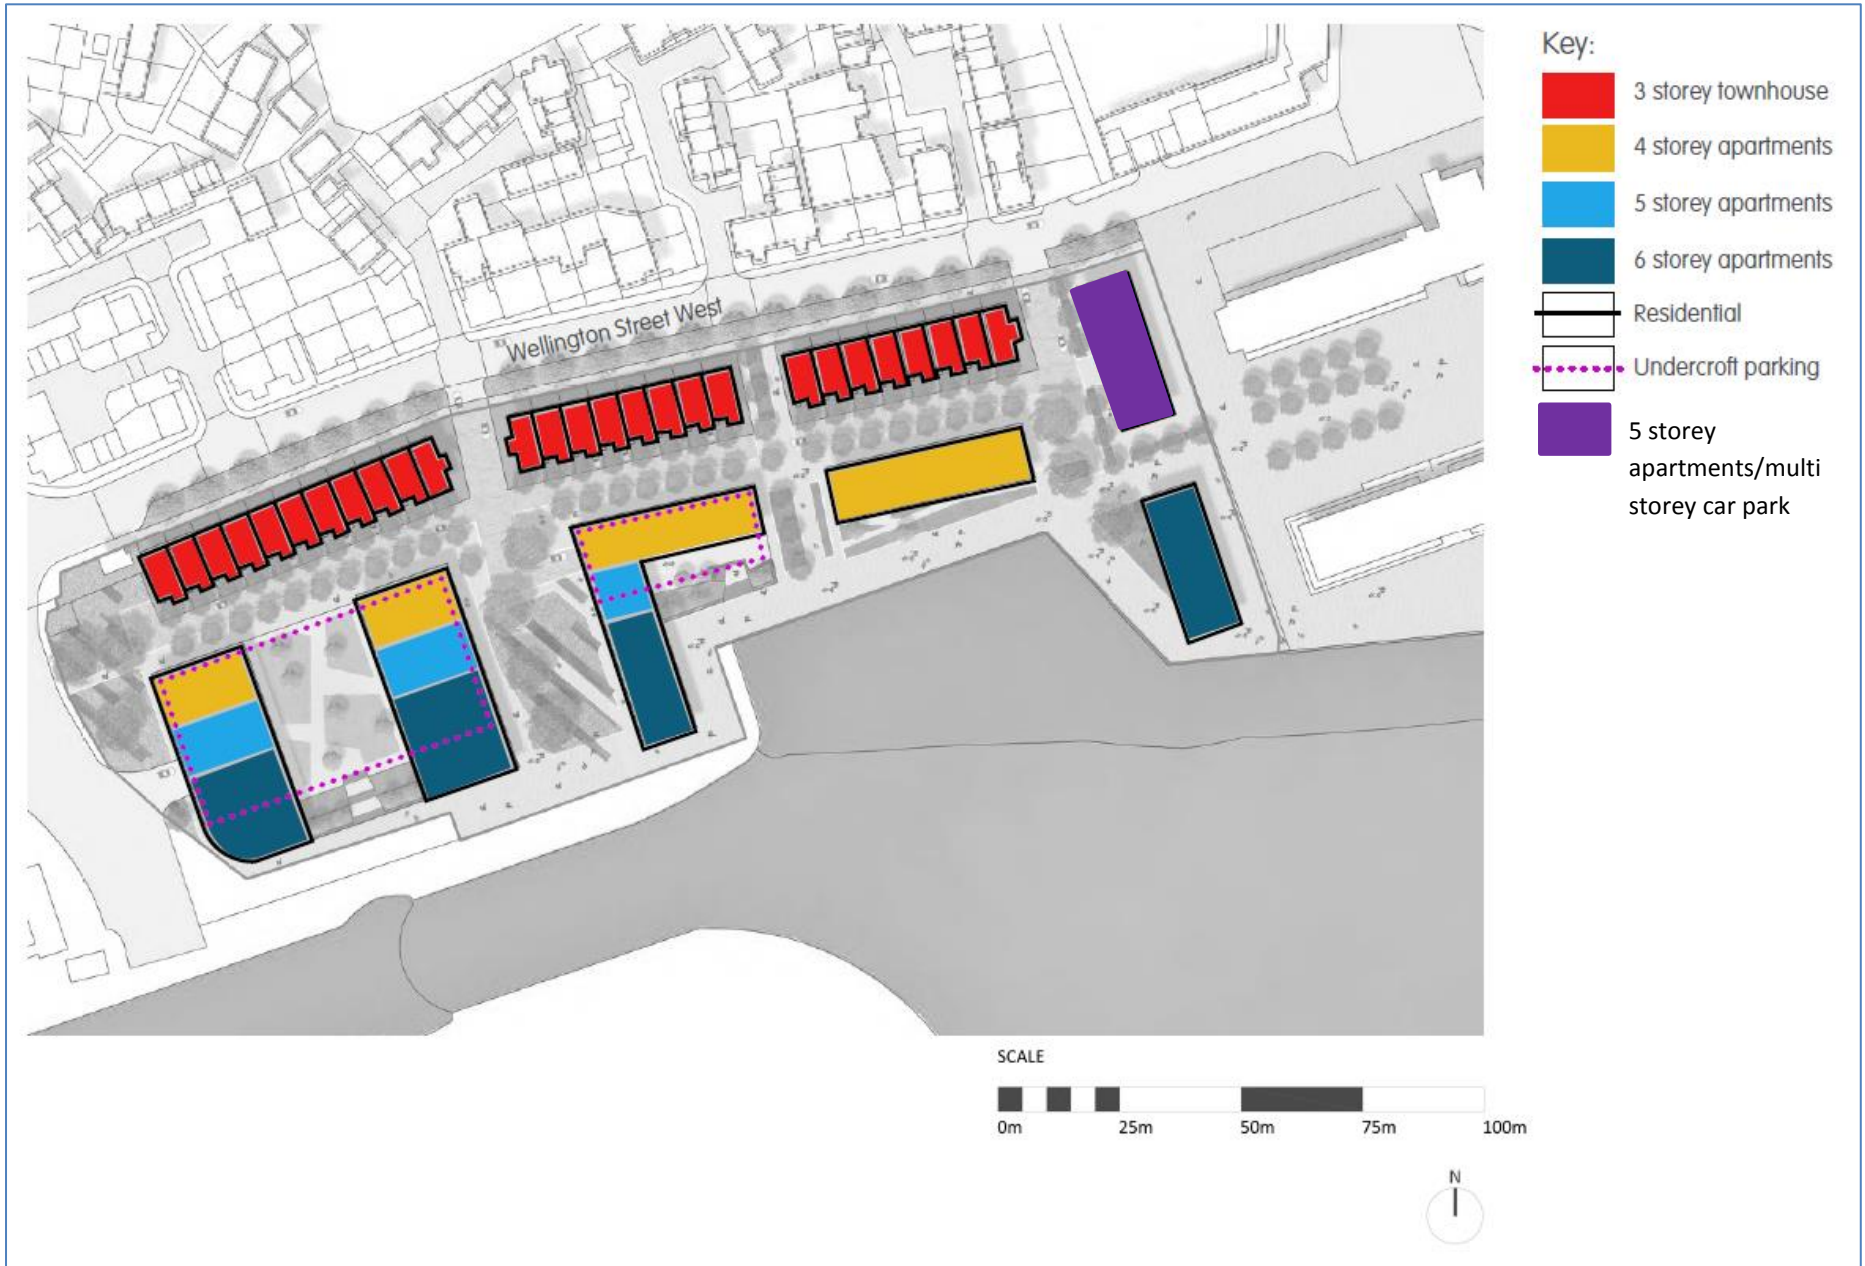 Key:
3 storey townhouse
4 storey apartments
5 storey apartments
6 storey apartments
Residential
Undercroft parking
5 storey
apartments/multi
storey car park
Wellington Street West
SCALE
0m 25m 50m 75m 100m
N